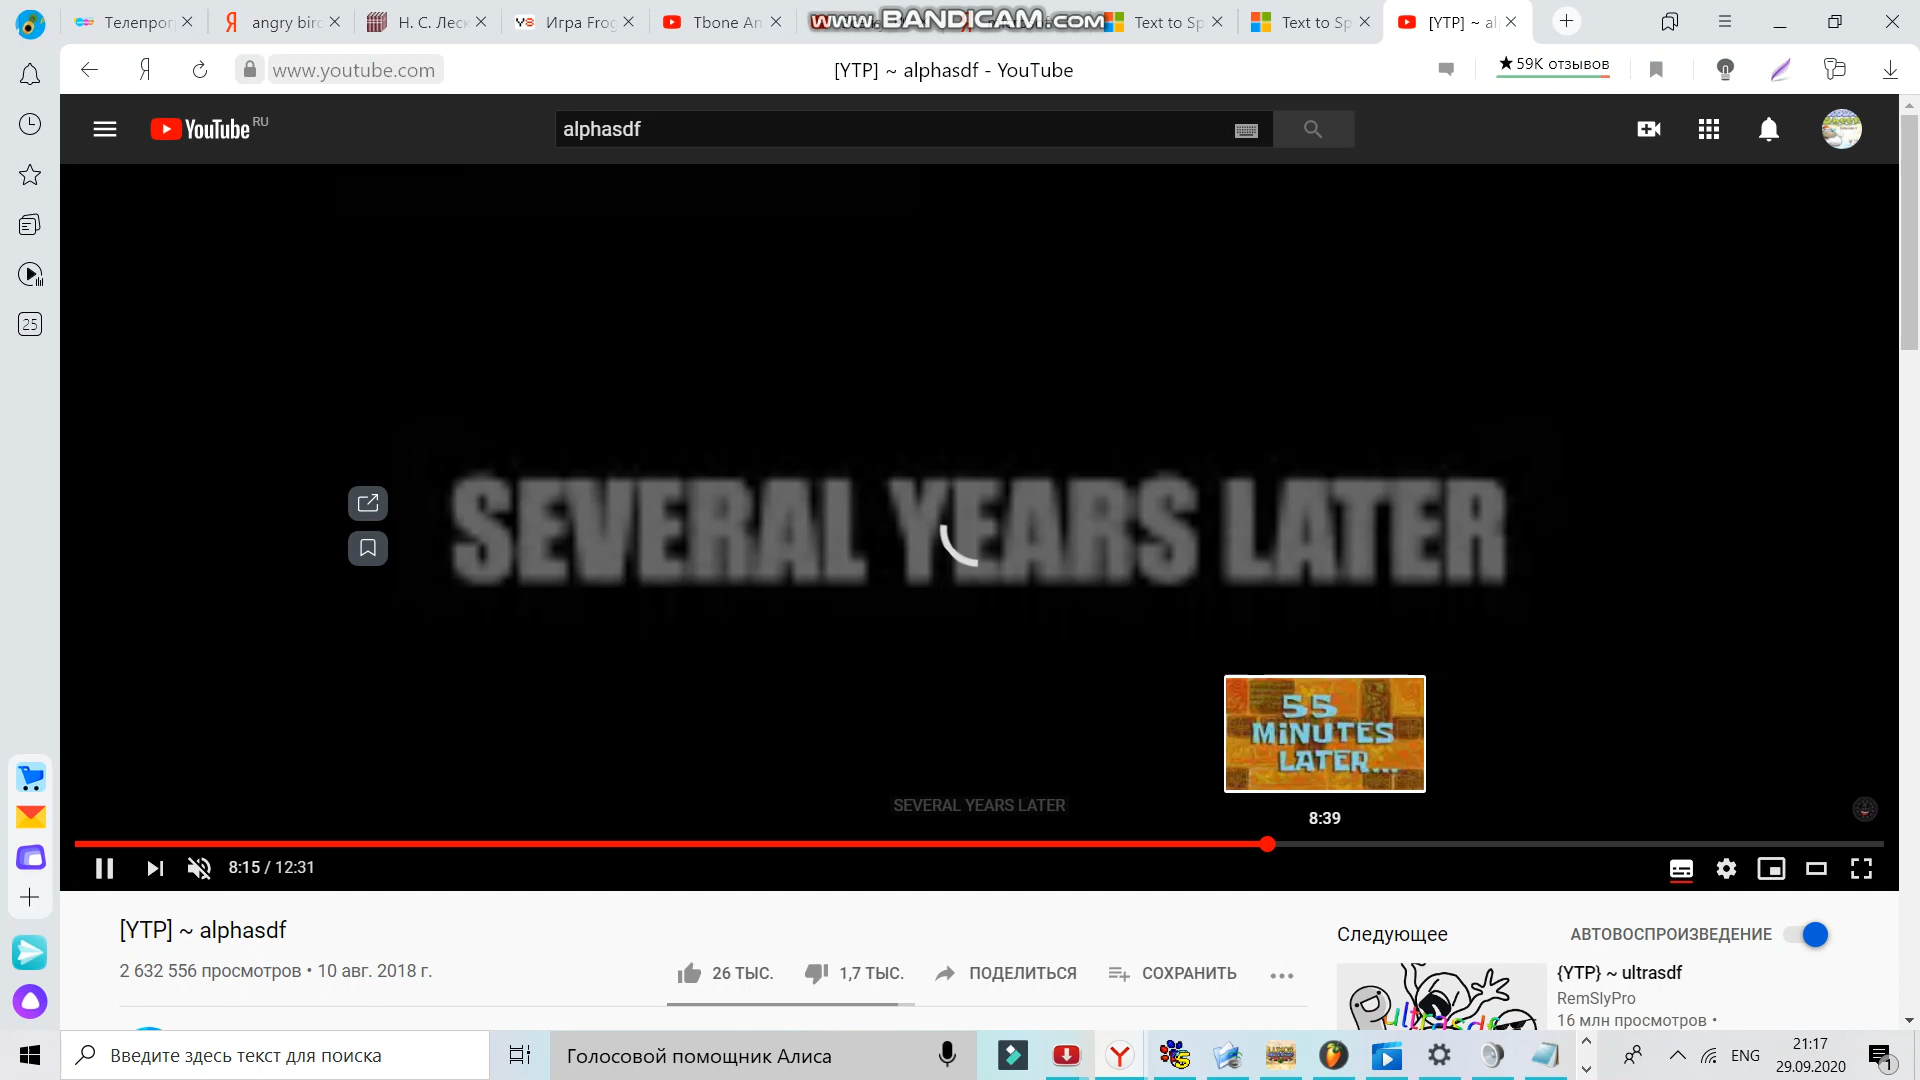 Телепрог
angry birc
Н. С. Леск
Игра Frog
Tbone An
www.BANDICAM.com
Text to Sp
Text to Sp
[YTP] ~ al
www.youtube.com
[YTP] ~ alphasdf - YouTube
★59K отзывов
YouTube RU
alphasdf
25
SEVERAL YEARS LATER
55
MINUTES
LATER...
SEVERAL YEARS LATER
8:39
8:15 / 12:31
[YTP] ~ alphasdf
2 632 556 просмотров • 10 авг. 2018 г.
26 ТЫС.
1,7 ТЫС.
ПОДЕЛИТЬСЯ
СОХРАНИТЬ
Следующее
АВТОВОСПРОИЗВЕДЕНИЕ
{YTP} ~ ultrasdf
RemSlyPro
16 млн просмотров •
ultrasdf
Введите здесь текст для поиска
Голосовой помощник Алиса
ENG
21:17
29.09.2020
1